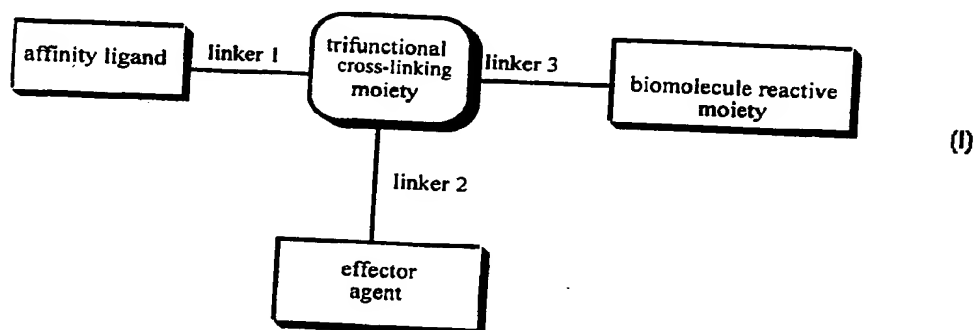 affinity ligand
linker 1
trifunctional
cross-linking
moiety
linker 3
biomolecule reactive
moiety
(I)
linker 2
effector
agent